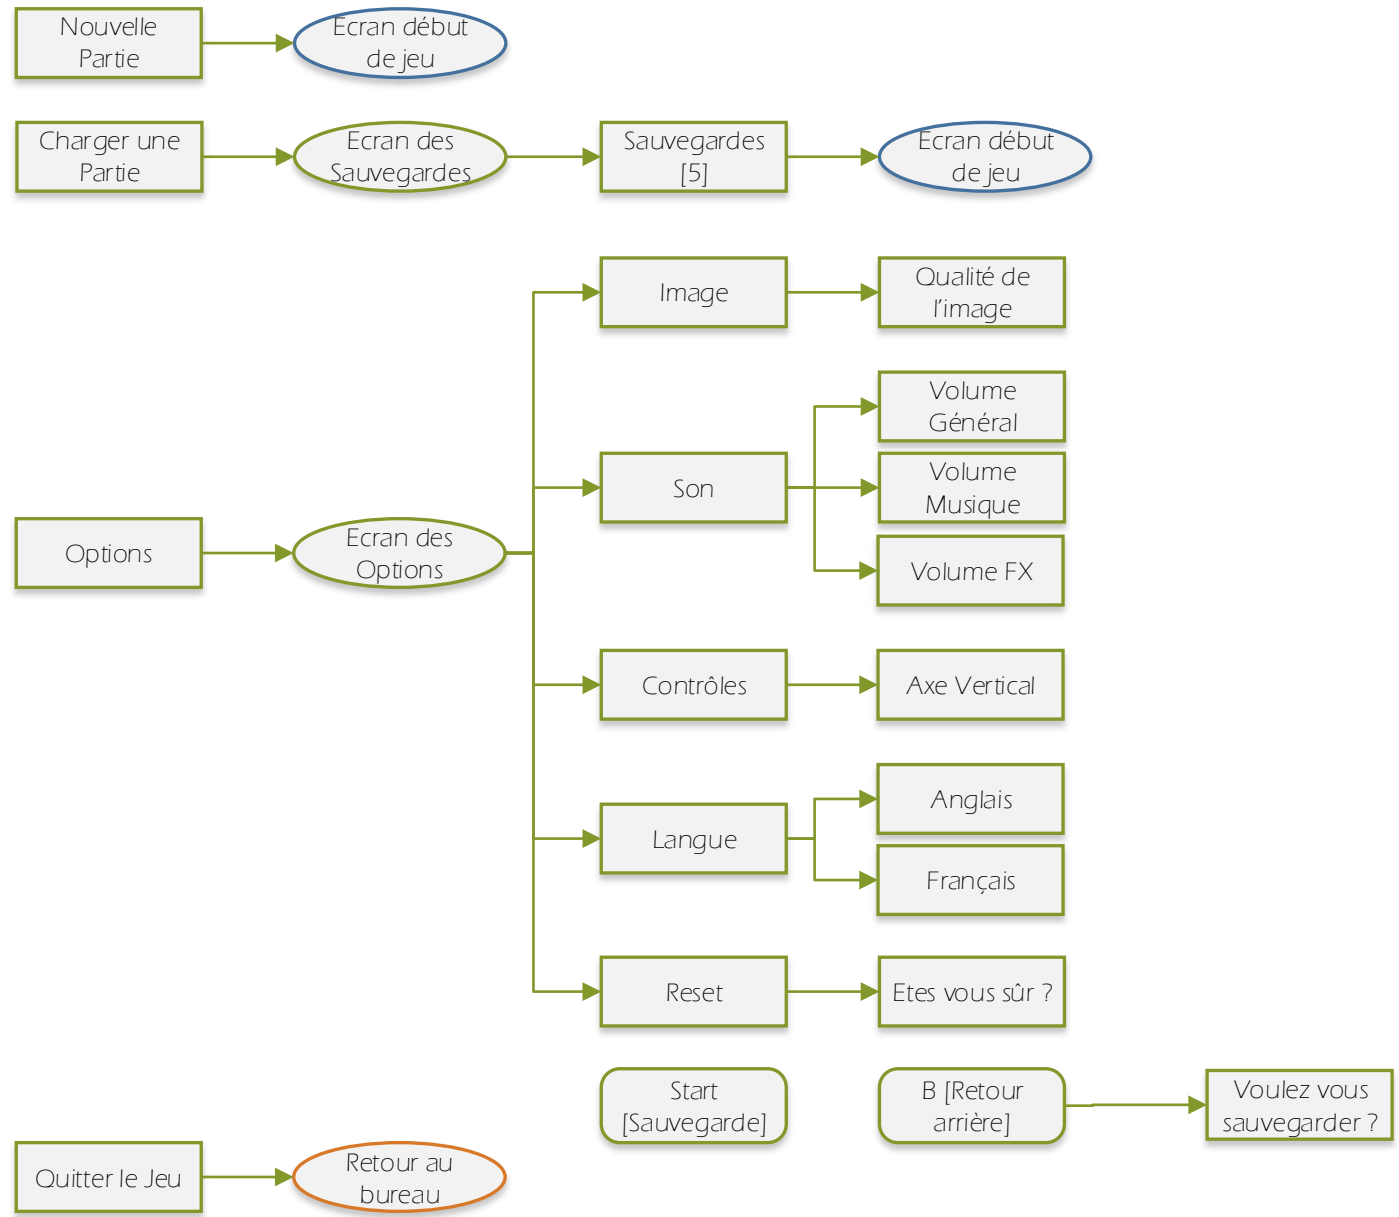 Nouvelle
Partie
Ecran début
de jeu
Charger une
Partie
Ecran des
Sauvegardes
Sauvegardes
[5]
Ecran début
de jeu
Image
Qualité de
l'image
Volume
Général
Son
Volume
Musique
Options
Ecran des
Options
Volume FX
Contrôles
Axe Vertical
Anglais
Langue
Français
Reset
Etes vous sûr ?
Start
[Sauvegarde]
B [Retour
arrière]
Voulez vous
sauvegarder ?
Quitter le Jeu
Retour au
bureau